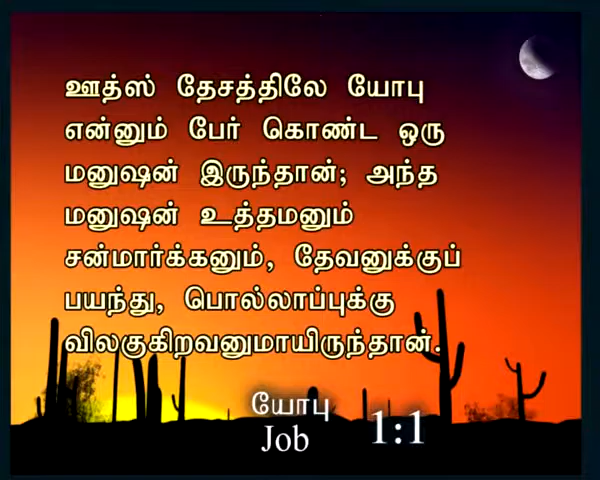 ஊத்ஸ் தேசத்திலே யோபு
என்னும் பேர் கொண்ட ஒரு
மனுஷன் இருந்தான்; அந்த
மனுஷன் உத்தமனும்
சன்மார்க்கனும், தேவனுக்குப்
பயந்து, பொல்லாப்புக்கு
விலகுகிறவனுமாயிருந்தான்.
யோபு
Job 1:1